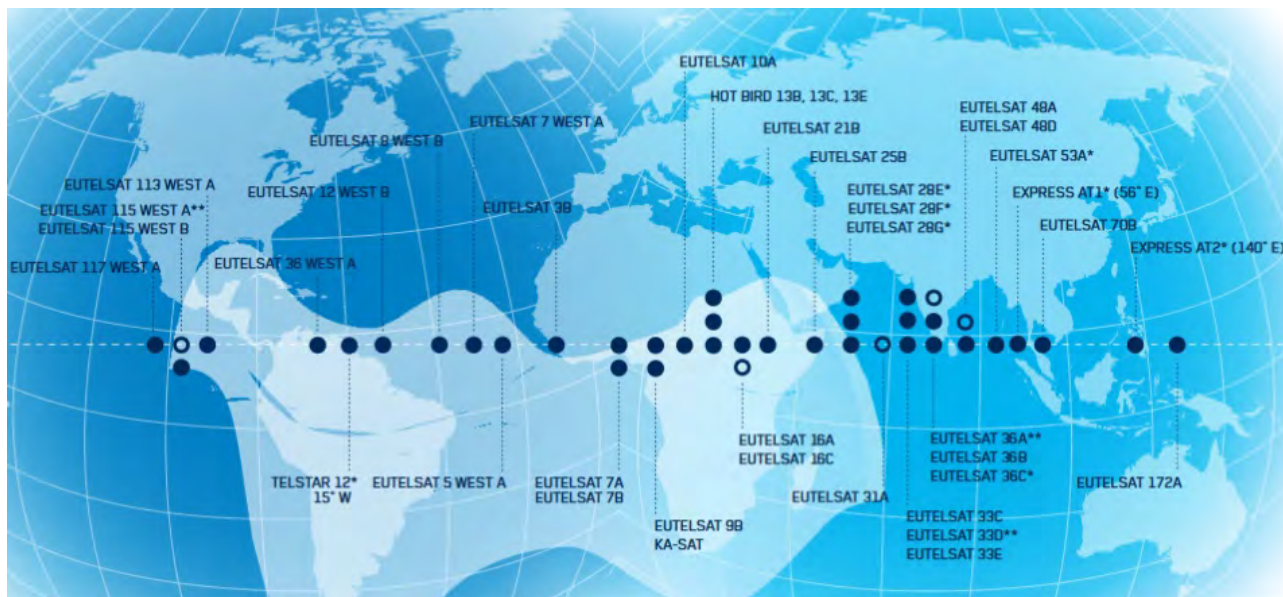 EUTELSAT 10A
HOT BIRD 13B, 13C, 13E
EUTELSAT 48A
EUTELSAT 48D
EUTELSAT 7 WEST A
EUTELSAT 21B
EUTELSAT 8 WEST B
EUTELSAT 25B
EUTELSAT 53A*
EUTELSAT 113 WEST A
EUTELSAT 12 WEST B
EUTELSAT 28E*
EUTELSAT 28F*
EUTELSAT 28G*
EXPRESS AT1* (56° E)
EUTELSAT 115 WEST A**
EUTELSAT 115 WEST B
EUTELSAT 3B
EUTELSAT 70B
EXPRESS AT2* (140° E)
EUTELSAT 117 WEST A
EUTELSAT 36 WEST A
EUTELSAT 16A
EUTELSAT 16C
EUTELSAT 36A**
EUTELSAT 36B
EUTELSAT 36C*
TELSTAR 12*
15° W
EUTELSAT 5 WEST A
EUTELSAT 7A
EUTELSAT 7B
EUTELSAT 31A
EUTELSAT 172A
EUTELSAT 9B
KA-SAT
EUTELSAT 33C
EUTELSAT 33D**
EUTELSAT 33E